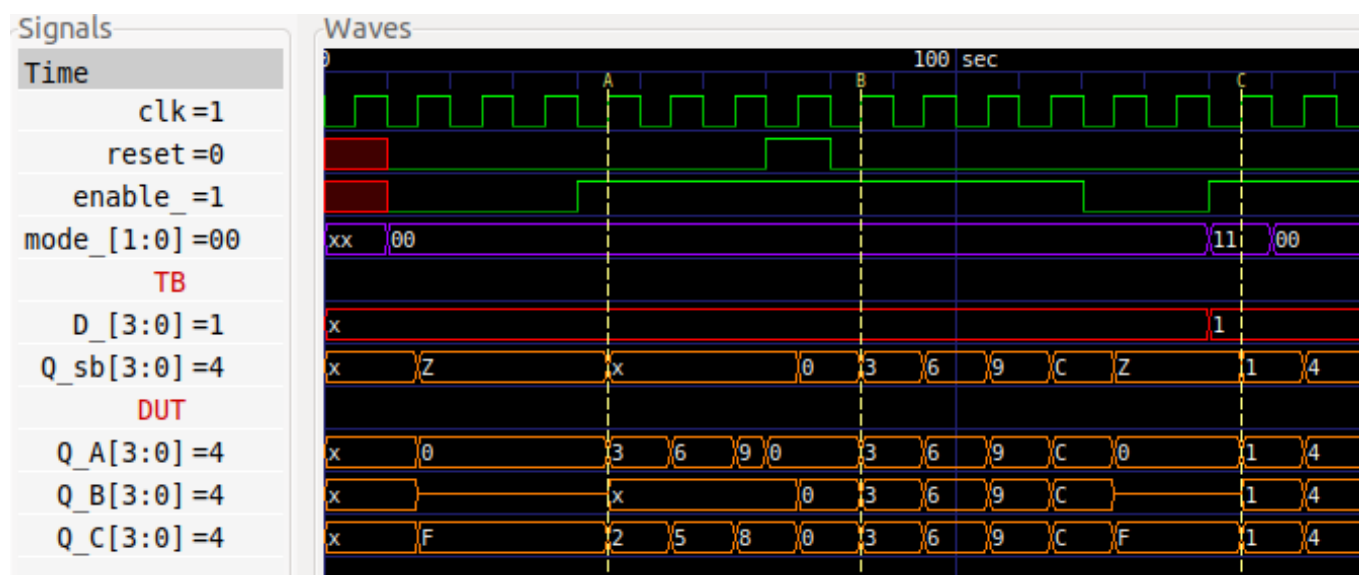 Signals Waves
Time 0 100 sec
A B C
clk =1
reset =0
enable_ =1
mode_[1:0] =00 xx 00 11 00
TB
D_[3:0] =1 x 1
Q_sb[3:0] =4 x Z x 0 3 6 9 C Z 1 4
DUT
Q_A[3:0] =4 x 0 3 6 9 0 3 6 9 C 0 1 4
Q_B[3:0] =4 x x 0 3 6 9 C 1 4
Q_C[3:0] =4 x F 2 5 8 0 3 6 9 C F 1 4